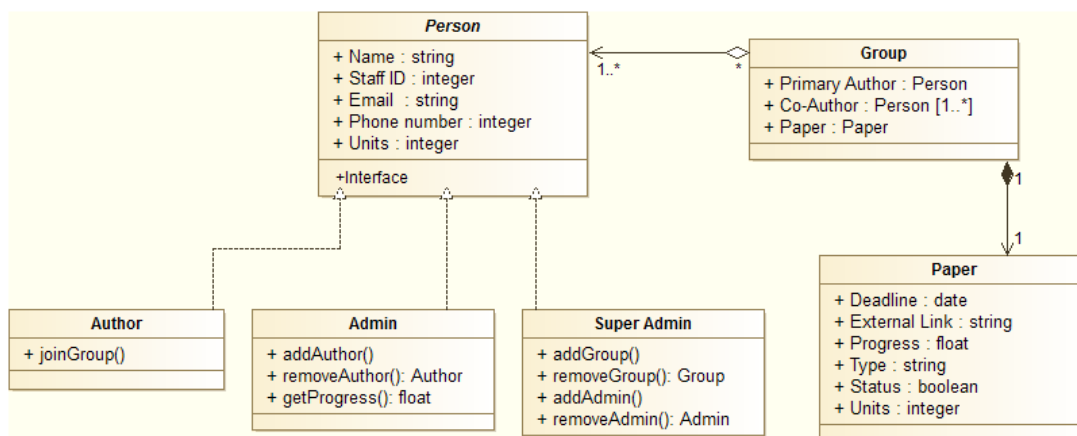 Person
+ Name : string
+ Staff ID : integer
+ Email : string
+ Phone number : integer
+ Units : integer
+Interface
1..*
*
Group
+ Primary Author : Person
+ Co-Author : Person [1..*]
+ Paper : Paper
1
1
Author
+ joinGroup()
Admin
+ addAuthor()
+ removeAuthor(): Author
+ getProgress(): float
Super Admin
+ addGroup()
+ removeGroup(): Group
+ addAdmin()
+ removeAdmin(): Admin
Paper
+ Deadline : date
+ External Link : string
+ Progress : float
+ Type : string
+ Status : boolean
+ Units : integer